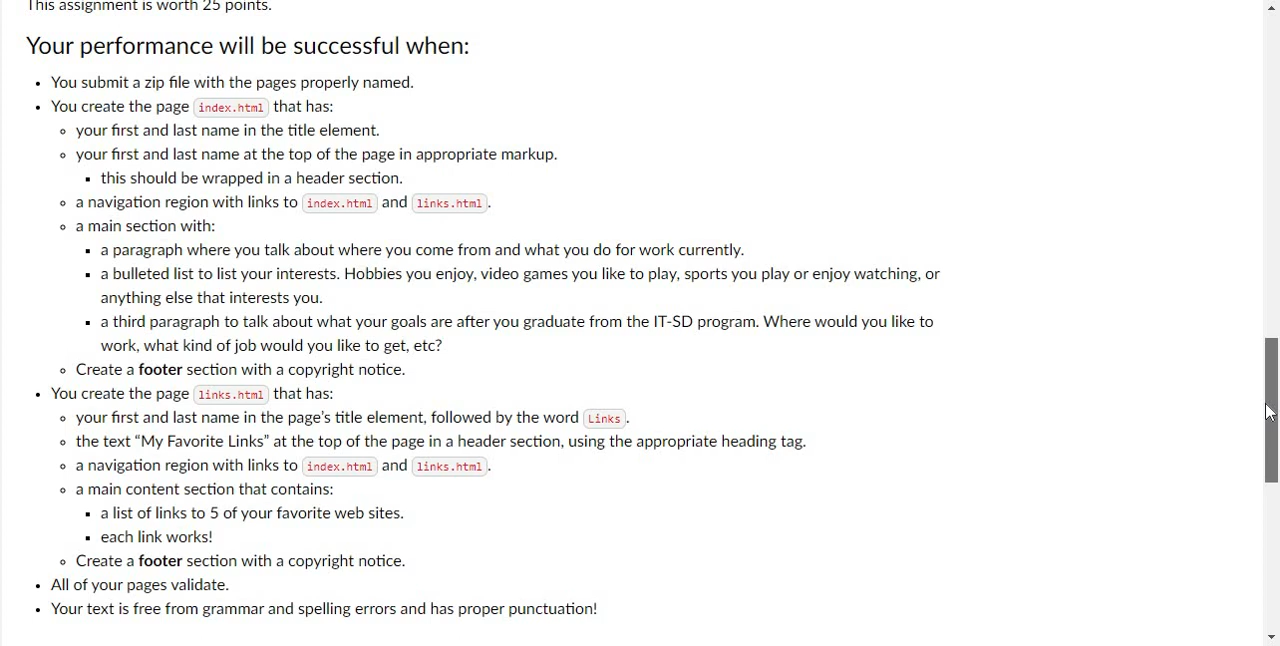 This assignment is worth 25 points.
Your performance will be successful when:
You submit a zip file with the pages properly named.
You create the page index.html that has:
your first and last name in the title element.
your first and last name at the top of the page in appropriate markup.
this should be wrapped in a header section.
a navigation region with links to index.html and links.html.
a main section with:
a paragraph where you talk about where you come from and what you do for work currently.
a bulleted list to list your interests. Hobbies you enjoy, video games you like to play, sports you play or enjoy watching, or
anything else that interests you.
a third paragraph to talk about what your goals are after you graduate from the IT-SD program. Where would you like to
work, what kind of job would you like to get, etc?
Create a footer section with a copyright notice.
You create the page links.html that has:
your first and last name in the page’s title element, followed by the word Links.
the text “My Favorite Links” at the top of the page in a header section, using the appropriate heading tag.
a navigation region with links to index.html and links.html.
a main content section that contains:
a list of links to 5 of your favorite web sites.
each link works!
Create a footer section with a copyright notice.
All of your pages validate.
Your text is free from grammar and spelling errors and has proper punctuation!